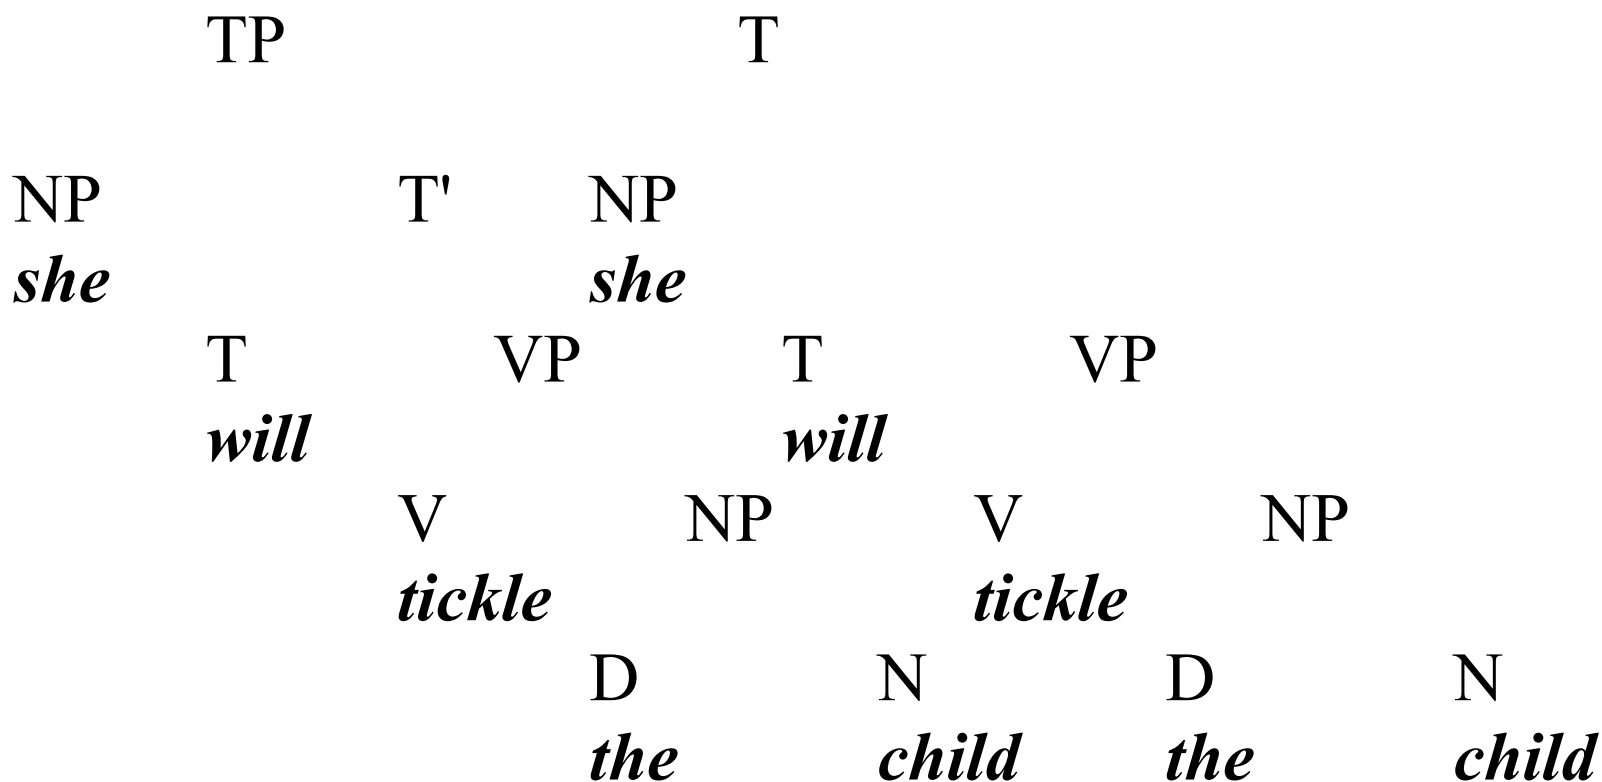 TP T
NP T' NP
she she
T VP T VP
will will
V NP V NP
tickle tickle
D N D N
the child the child